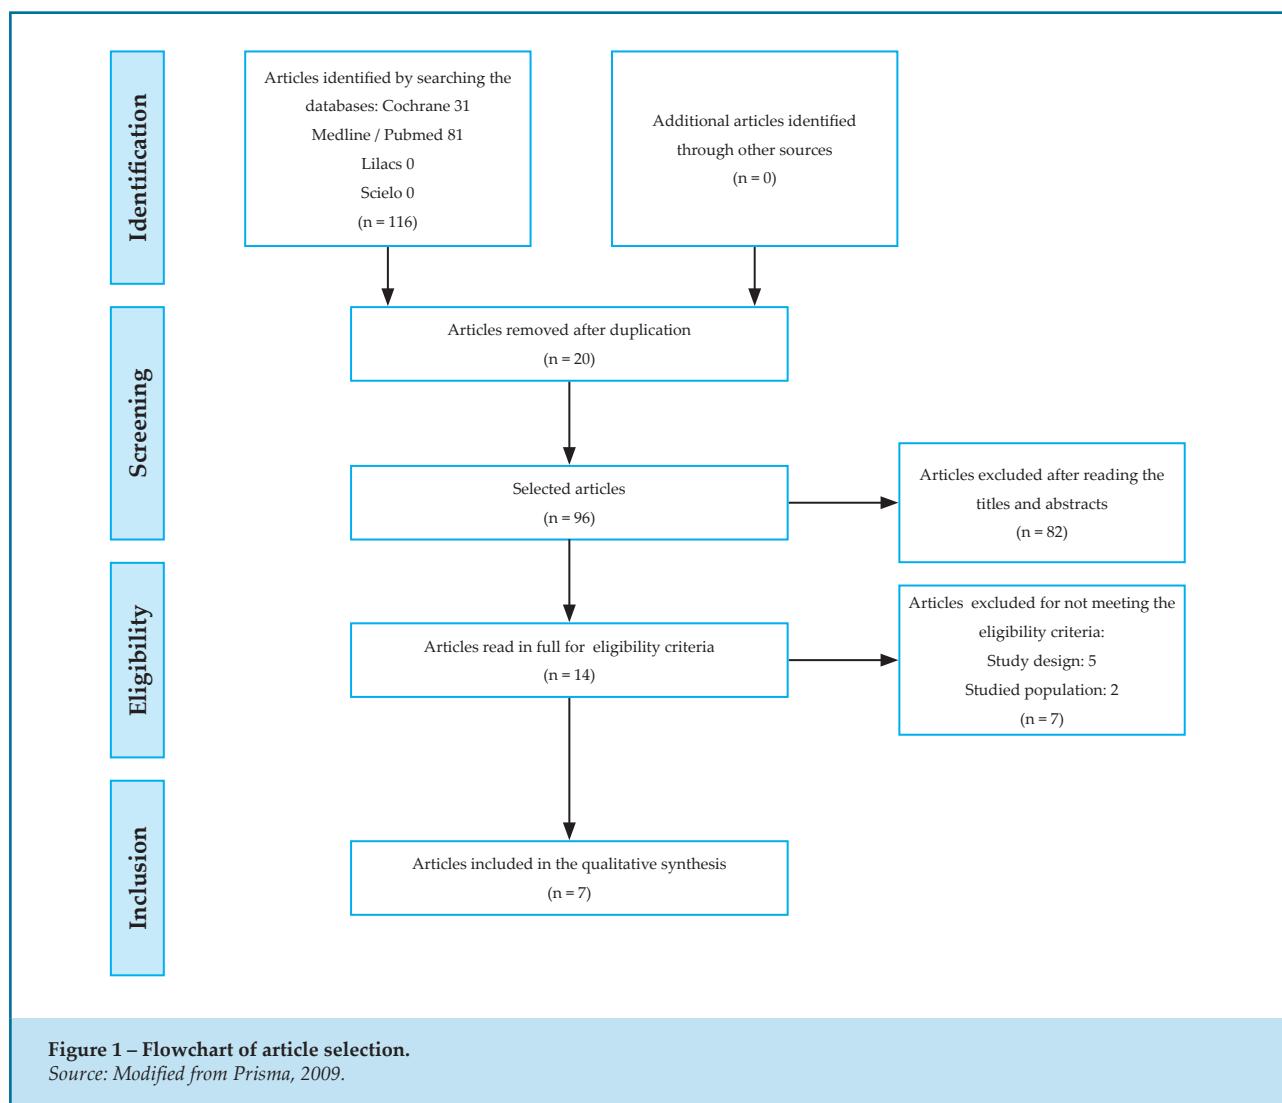 Identification
Articles identified by searching the
databases: Cochrane 31
Medline / Pubmed 81
Lilacs 0
Scielo 0
(n = 116)
Additional articles identified
through other sources
(n = 0)
Screening
Articles removed after duplication
(n = 20)
Selected articles
(n = 96)
Articles excluded after reading the
titles and abstracts
(n = 82)
Eligibility
Articles read in full for eligibility criteria
(n = 14)
Articles excluded for not meeting the
eligibility criteria:
Study design: 5
Studied population: 2
(n = 7)
Inclusion
Articles included in the qualitative synthesis
(n = 7)
Figure 1 – Flowchart of article selection.
Source: Modified from Prisma, 2009.